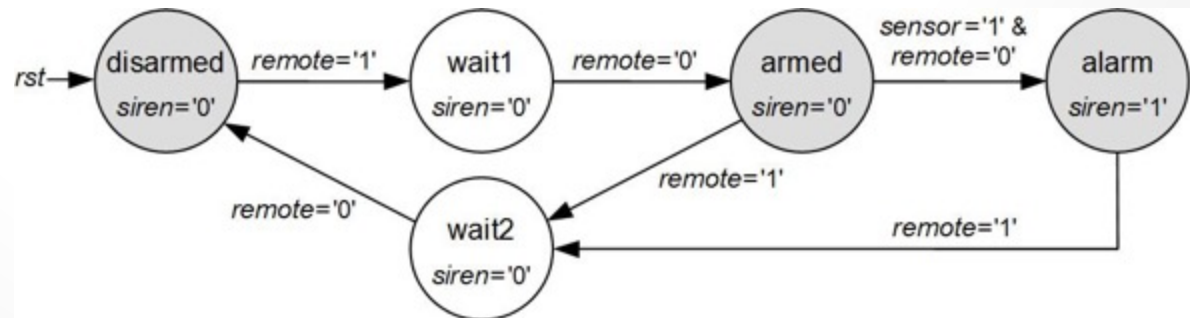 rst
disarmed
siren='0'
remote='1'
wait1
siren='0'
remote='0'
armed
siren='0'
sensor='1' &
remote='0'
alarm
siren='1'
remote='0'
wait2
siren='0'
remote='1'
remote='1'